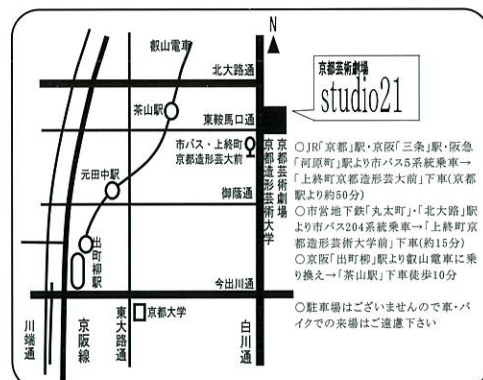 N
叡山電車
北大路通
京都芸術劇場
studio21
茶山駅
東鞍馬口通
市バス・上終町
京都造形芸大前
京都芸術劇場
京都造形芸術大学
元田中駅
御蔭通
出町柳駅
今出川通
京都大学
川端通
京阪線
東大路通
白川通
○JR「京都」駅・京阪「三条」駅・阪急
「河原町」駅より市バス5系統乗車→
「上終町京都造形芸大前」下車(京都
駅より約50分)
○市営地下鉄「丸太町」・「北大路」駅
より市バス204系統乗車→「上終町京
都造形芸術大学前」下車(約15分)
○京阪「出町柳」駅より叡山電車に乗
り換え→「茶山駅」下車徒歩10分
○駐車場はございませんので車・バ
イクでの来場はご遠慮下さい